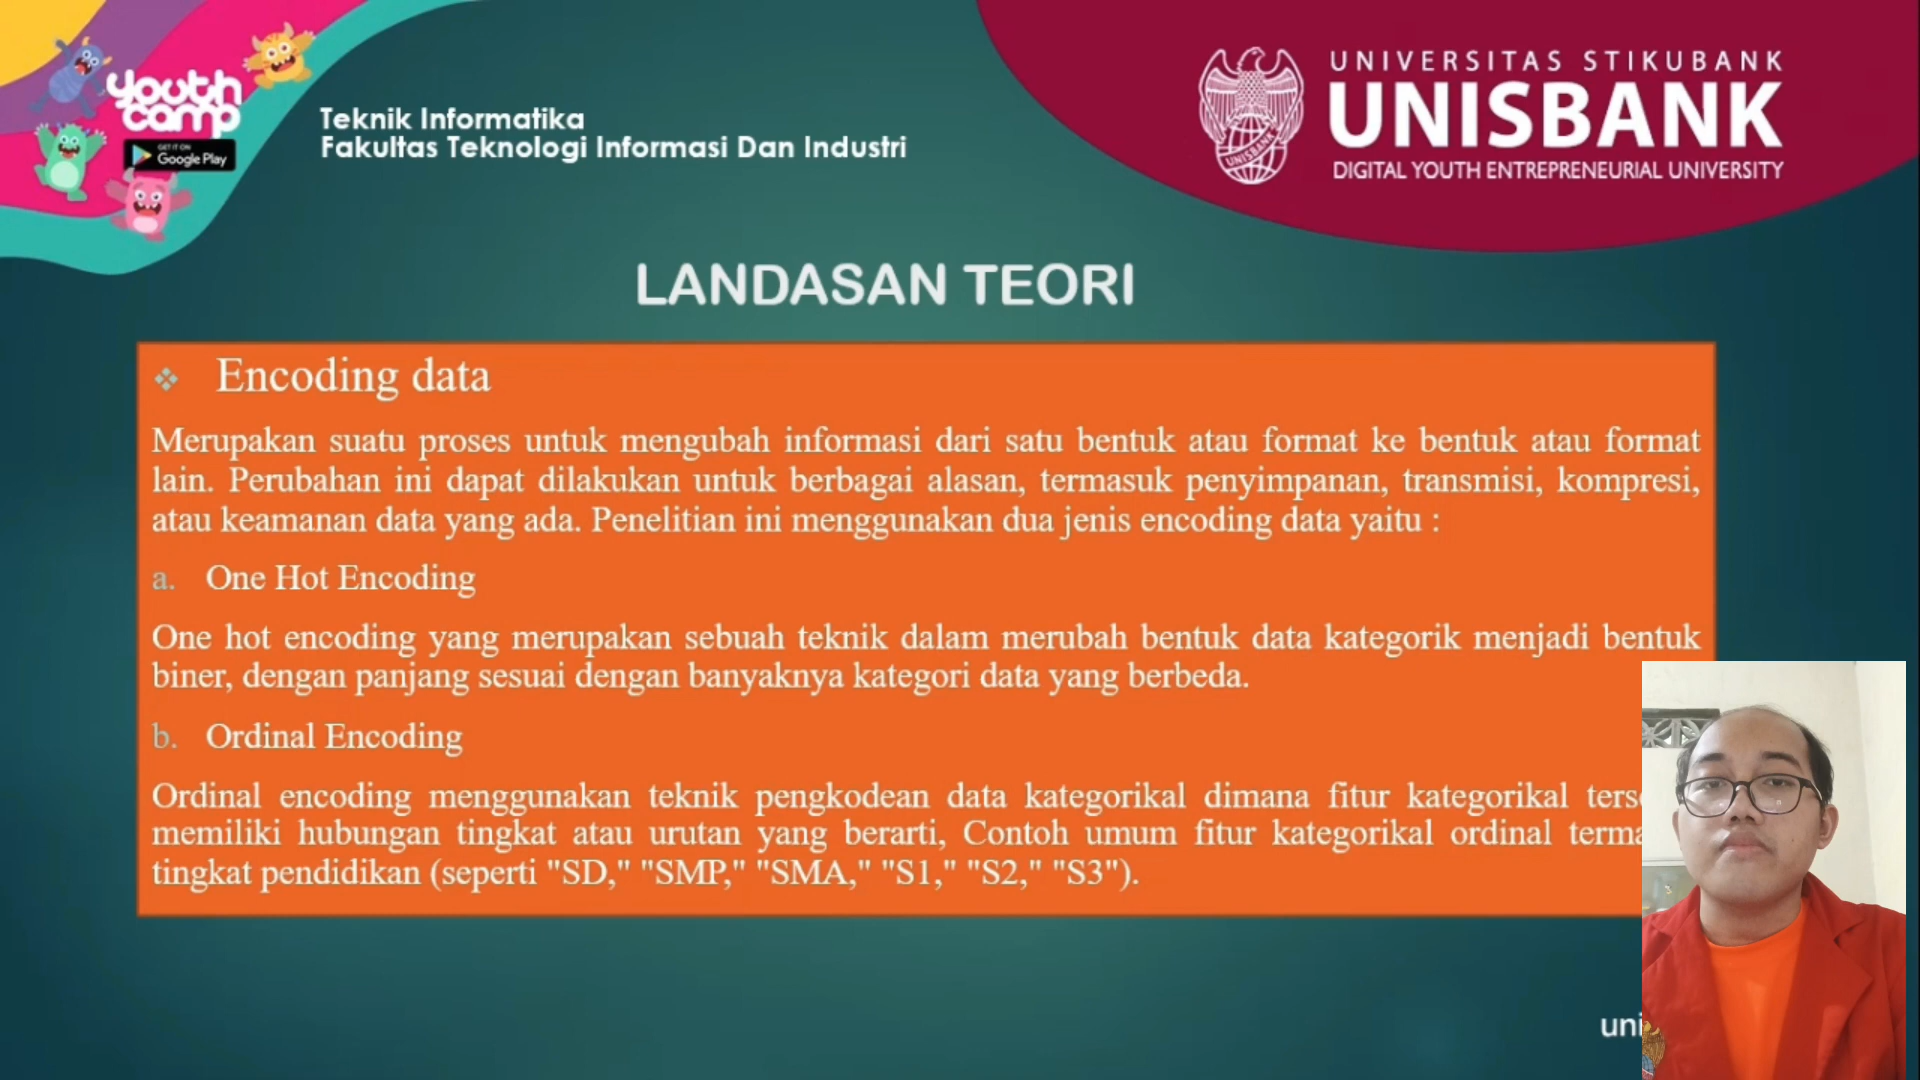 youth
camp
GET IT ON
Google Play
Teknik Informatika
Fakultas Teknologi Informasi Dan Industri
UNIVERSITAS STIKUBANK
UNISBANK
DIGITAL YOUTH ENTREPRENEURIAL UNIVERSITY
UNISBANK
LANDASAN TEORI
❖ Encoding data
Merupakan suatu proses untuk mengubah informasi dari satu bentuk atau format ke bentuk atau format
lain. Perubahan ini dapat dilakukan untuk berbagai alasan, termasuk penyimpanan, transmisi, kompresi,
atau keamanan data yang ada. Penelitian ini menggunakan dua jenis encoding data yaitu :
a. One Hot Encoding
One hot encoding yang merupakan sebuah teknik dalam merubah bentuk data kategorik menjadi bentuk
biner, dengan panjang sesuai dengan banyaknya kategori data yang berbeda.
b. Ordinal Encoding
Ordinal encoding menggunakan teknik pengkodean data kategorikal dimana fitur kategorikal
memiliki hubungan tingkat atau urutan yang berarti, Contoh umum fitur kategorikal ordinal
tingkat pendidikan (seperti "SD," "SMP," "SMA," "S1," "S2," "S3").